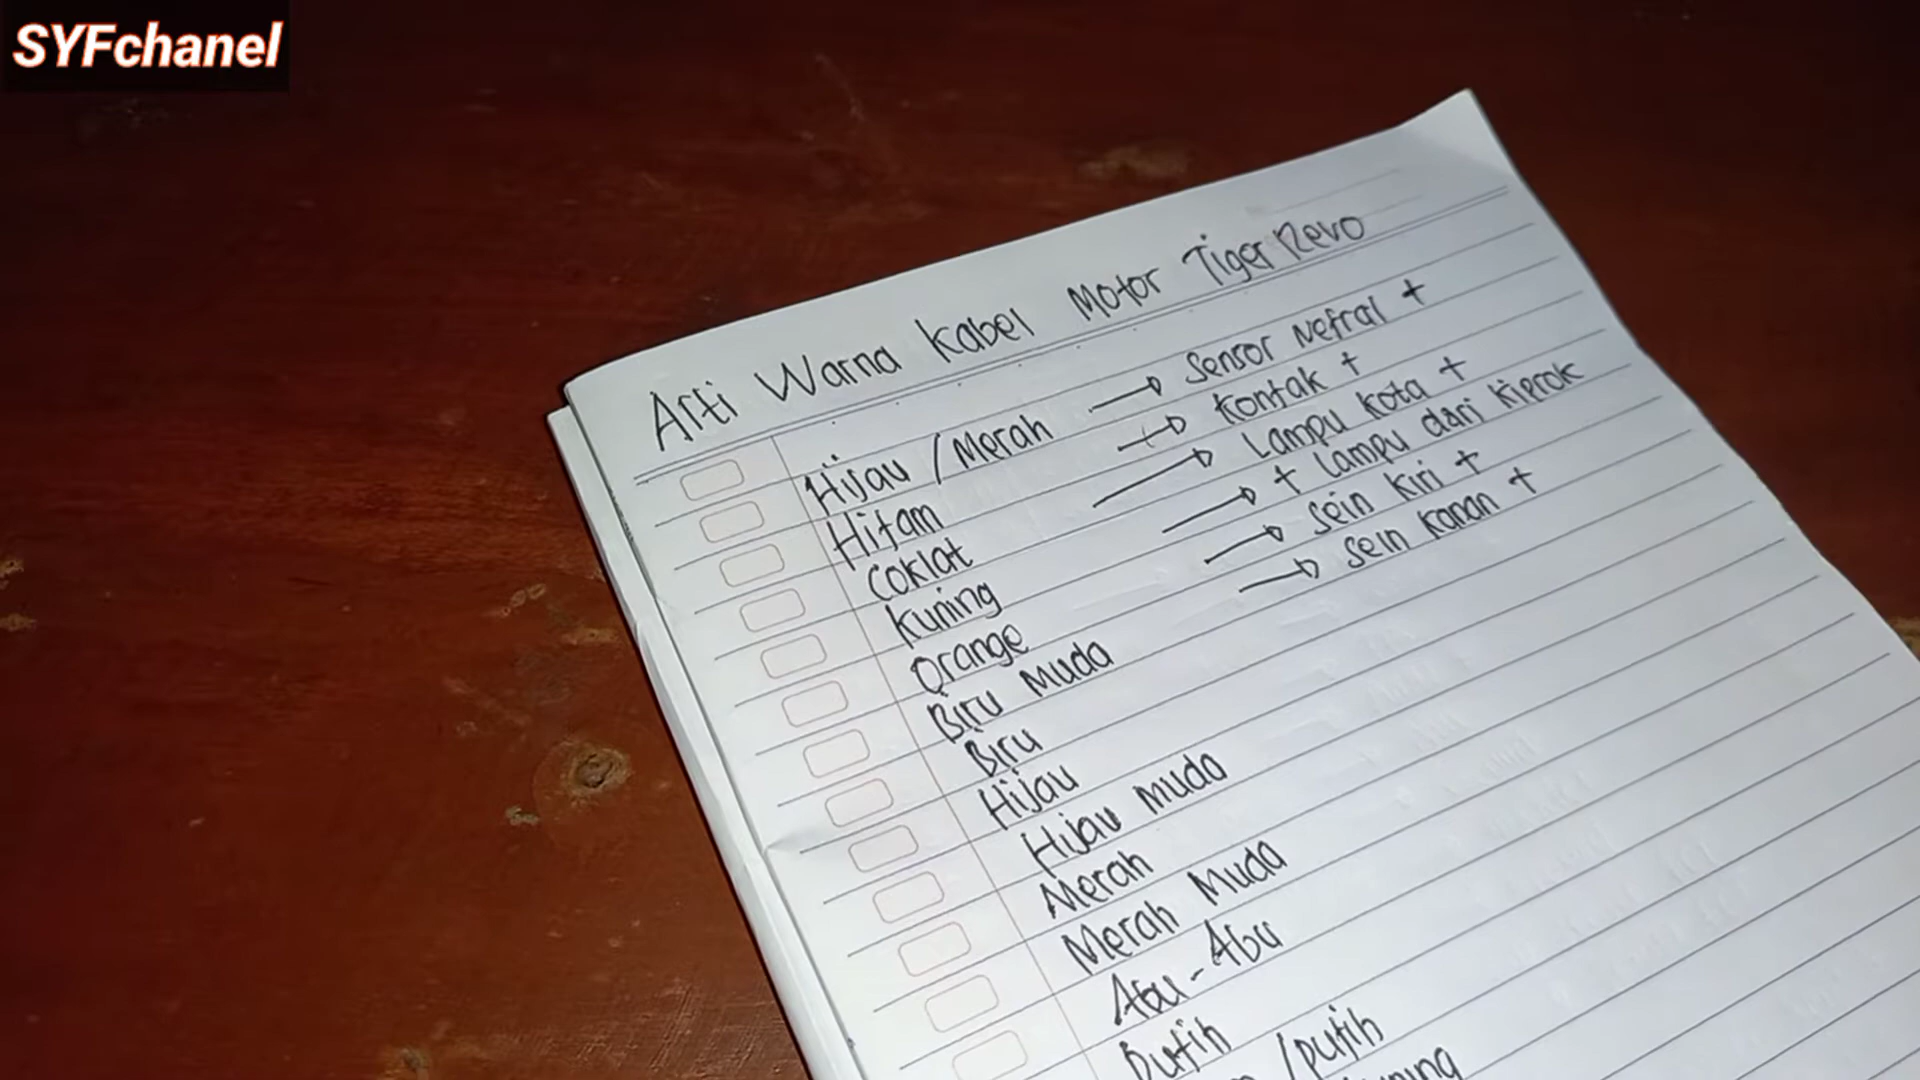 SYFchanel
Arti Warna Kabel Motor Tiger Revo
Hijau / Merah → Sensor Netral +
Hitam → Kontak +
Coklat → Lampu kota +
Kuning → + Lampu dari kiprok
Orange → Sein kiri +
Biru Muda → Sein kanan +
Biru
Hijau
Hijau muda
Merah
Merah Muda
Abu-Abu
Putih
/putih